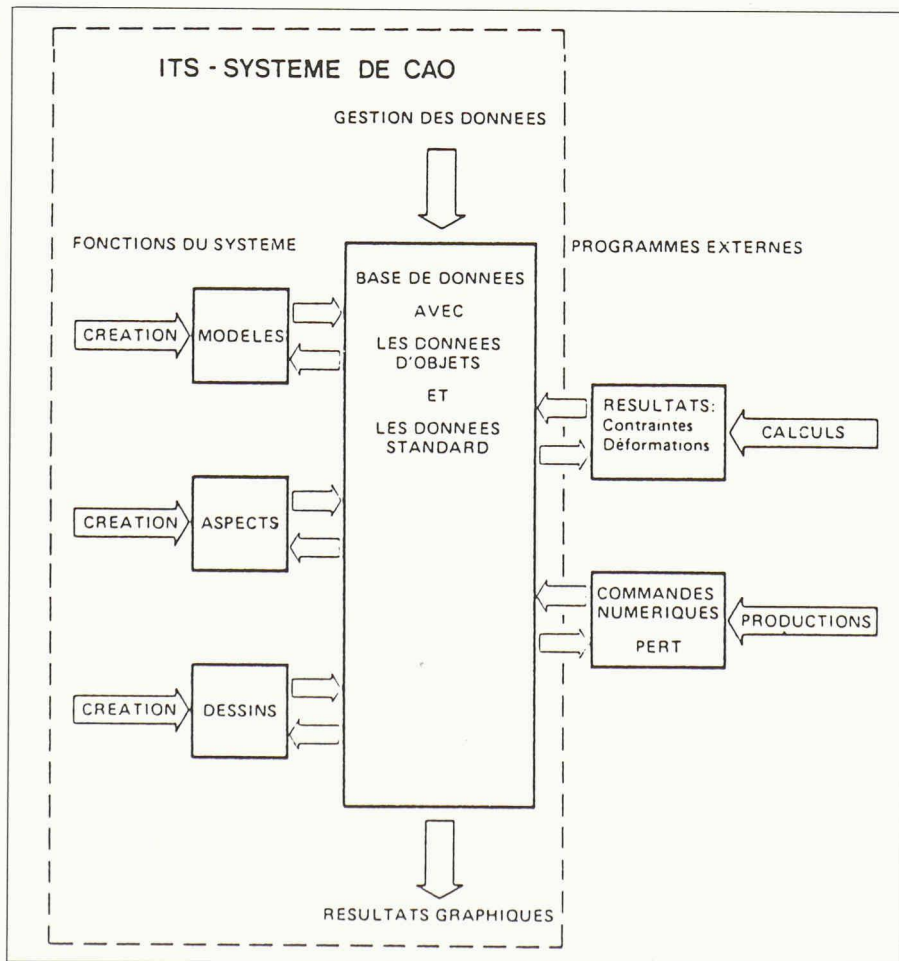 ITS - SYSTEME DE CAO
GESTION DES DONNEES
FONCTIONS DU SYSTEME
PROGRAMMES EXTERNES
BASE DE DONNEES
AVEC
LES DONNEES
D'OBJETS
ET
LES DONNEES
STANDARD
CREATION
MODELES
CREATION
ASPECTS
CREATION
DESSINS
RESULTATS:
Contraintes
Déformations
CALCULS
COMMANDES
NUMERIQUES
PERT
PRODUCTIONS
RESULTATS GRAPHIQUES